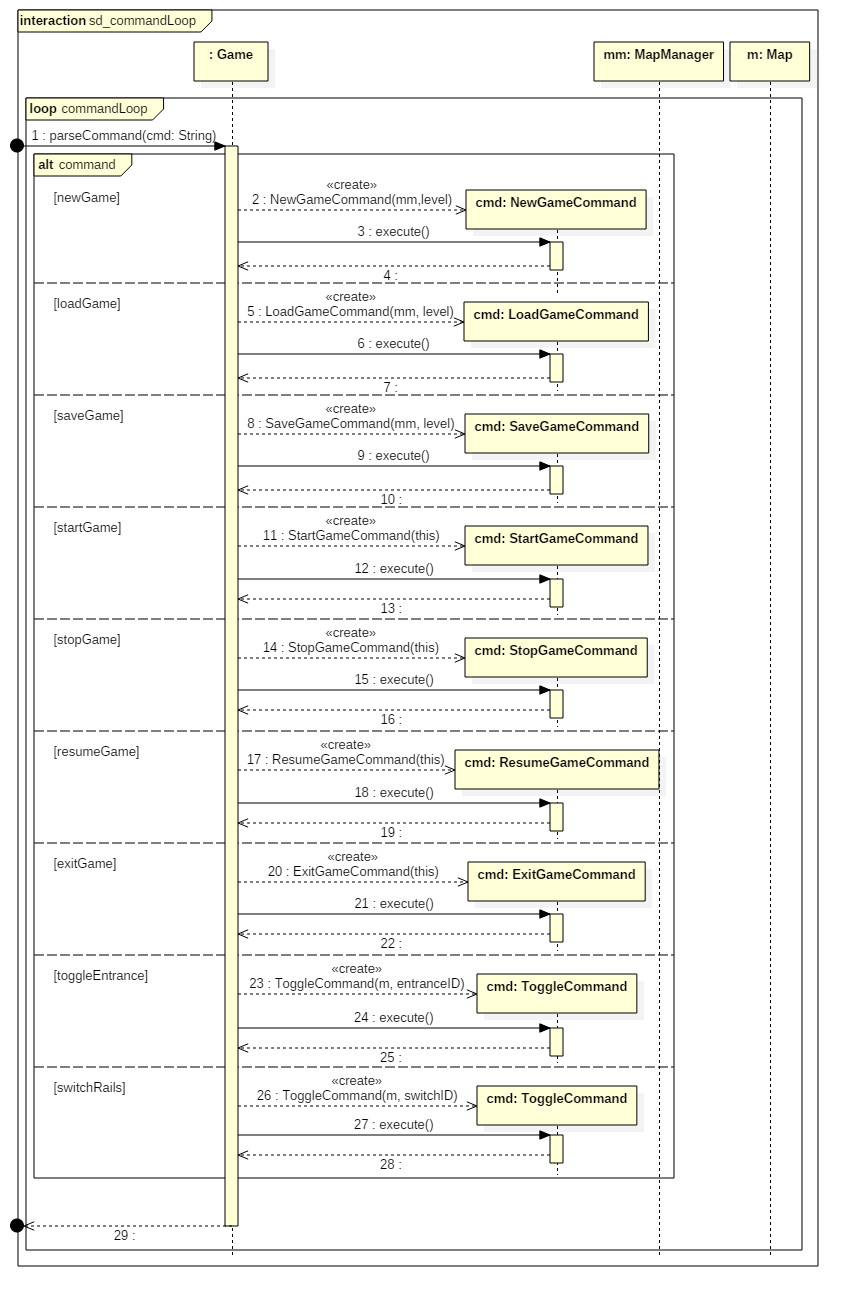 interaction sd_commandLoop
: Game
mm: MapManager
m: Map
loop commandLoop
1 : parseCommand(cmd: String)
alt command
[newGame]
«create»
2 : NewGameCommand(mm,level)
cmd: NewGameCommand
3 : execute()
4 :
[loadGame]
«create»
5 : LoadGameCommand(mm, level)
cmd: LoadGameCommand
6 : execute()
7 :
[saveGame]
«create»
8 : SaveGameCommand(mm, level)
cmd: SaveGameCommand
9 : execute()
10 :
[startGame]
«create»
11 : StartGameCommand(this)
cmd: StartGameCommand
12 : execute()
13 :
[stopGame]
«create»
14 : StopGameCommand(this)
cmd: StopGameCommand
15 : execute()
16 :
[resumeGame]
«create»
17 : ResumeGameCommand(this)
cmd: ResumeGameCommand
18 : execute()
19 :
[exitGame]
«create»
20 : ExitGameCommand(this)
cmd: ExitGameCommand
21 : execute()
22 :
[toggleEntrance]
«create»
23 : ToggleCommand(m, entranceID)
cmd: ToggleCommand
24 : execute()
25 :
[switchRails]
«create»
26 : ToggleCommand(m, switchID)
cmd: ToggleCommand
27 : execute()
28 :
29 :